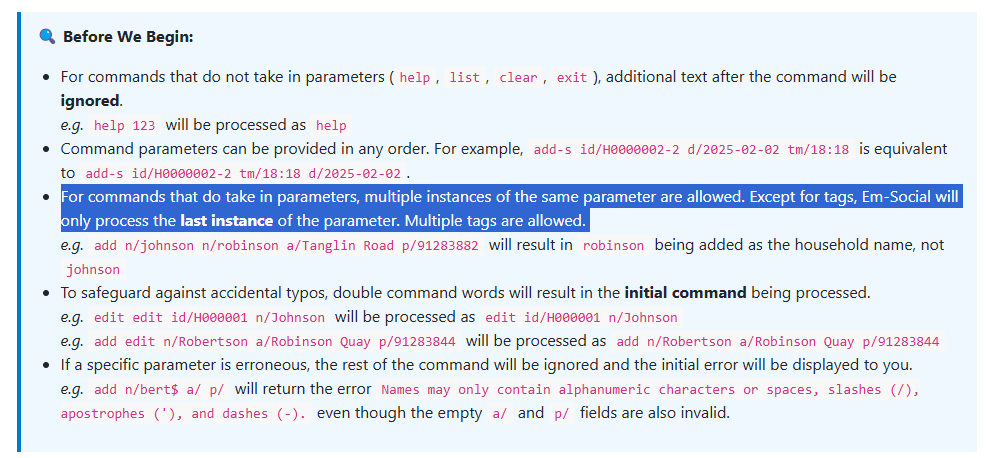 🔍 Before We Begin:
• For commands that do not take in parameters ( help , list , clear , exit ), additional text after the command will be
ignored.
e.g. help 123 will be processed as help
• Command parameters can be provided in any order. For example, add-s id/H0000002-2 d/2025-02-02 tm/18:18 is equivalent
to add-s id/H0000002-2 tm/18:18 d/2025-02-02 .
• For commands that do take in parameters, multiple instances of the same parameter are allowed. Except for tags, Em-Social will
only process the last instance of the parameter. Multiple tags are allowed.
e.g. add n/johnson n/robinson a/Tanglin Road p/91283882 will result in robinson being added as the household name, not
johnson
• To safeguard against accidental typos, double command words will result in the initial command being processed.
e.g. edit edit id/H000001 n/Johnson will be processed as edit id/H000001 n/Johnson
e.g. add edit n/Robertson a/Robinson Quay p/91283844 will be processed as add n/Robertson a/Robinson Quay p/91283844
• If a specific parameter is erroneous, the rest of the command will be ignored and the initial error will be displayed to you.
e.g. add n/bert$ a/ p/ will return the error Names may only contain alphanumeric characters or spaces, slashes (/),
apostrophes ('), and dashes (-). even though the empty a/ and p/ fields are also invalid.